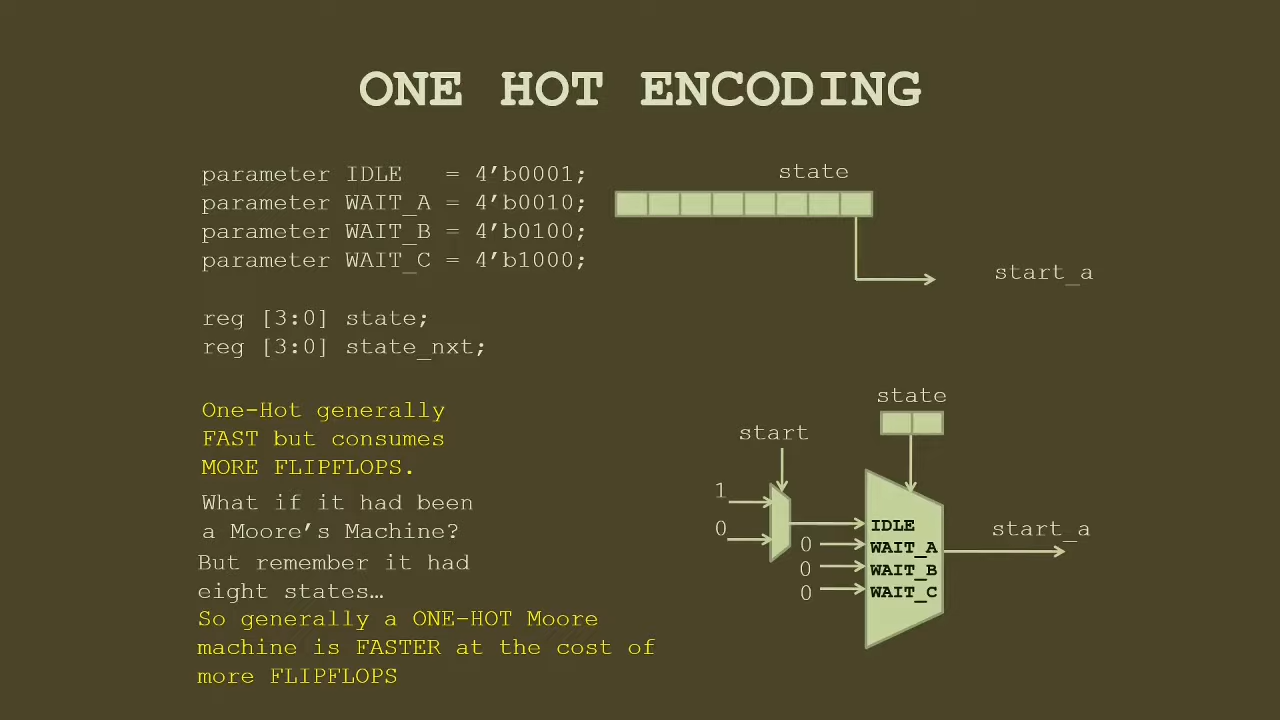 ONE HOT ENCODING
parameter IDLE   = 4’b0001;
parameter WAIT_A = 4’b0010;
parameter WAIT_B = 4’b0100;
parameter WAIT_C = 4’b1000;
reg [3:0] state;
reg [3:0] state_nxt;
One-Hot generally
FAST but consumes
MORE FLIPFLOPS.
What if it had been
a Moore’s Machine?
But remember it had
eight states…
So generally a ONE-HOT Moore
machine is FASTER at the cost of
more FLIPFLOPS
state
start_a
state
start
1
0
0
0
0
IDLE
WAIT_A
WAIT_B
WAIT_C
start_a